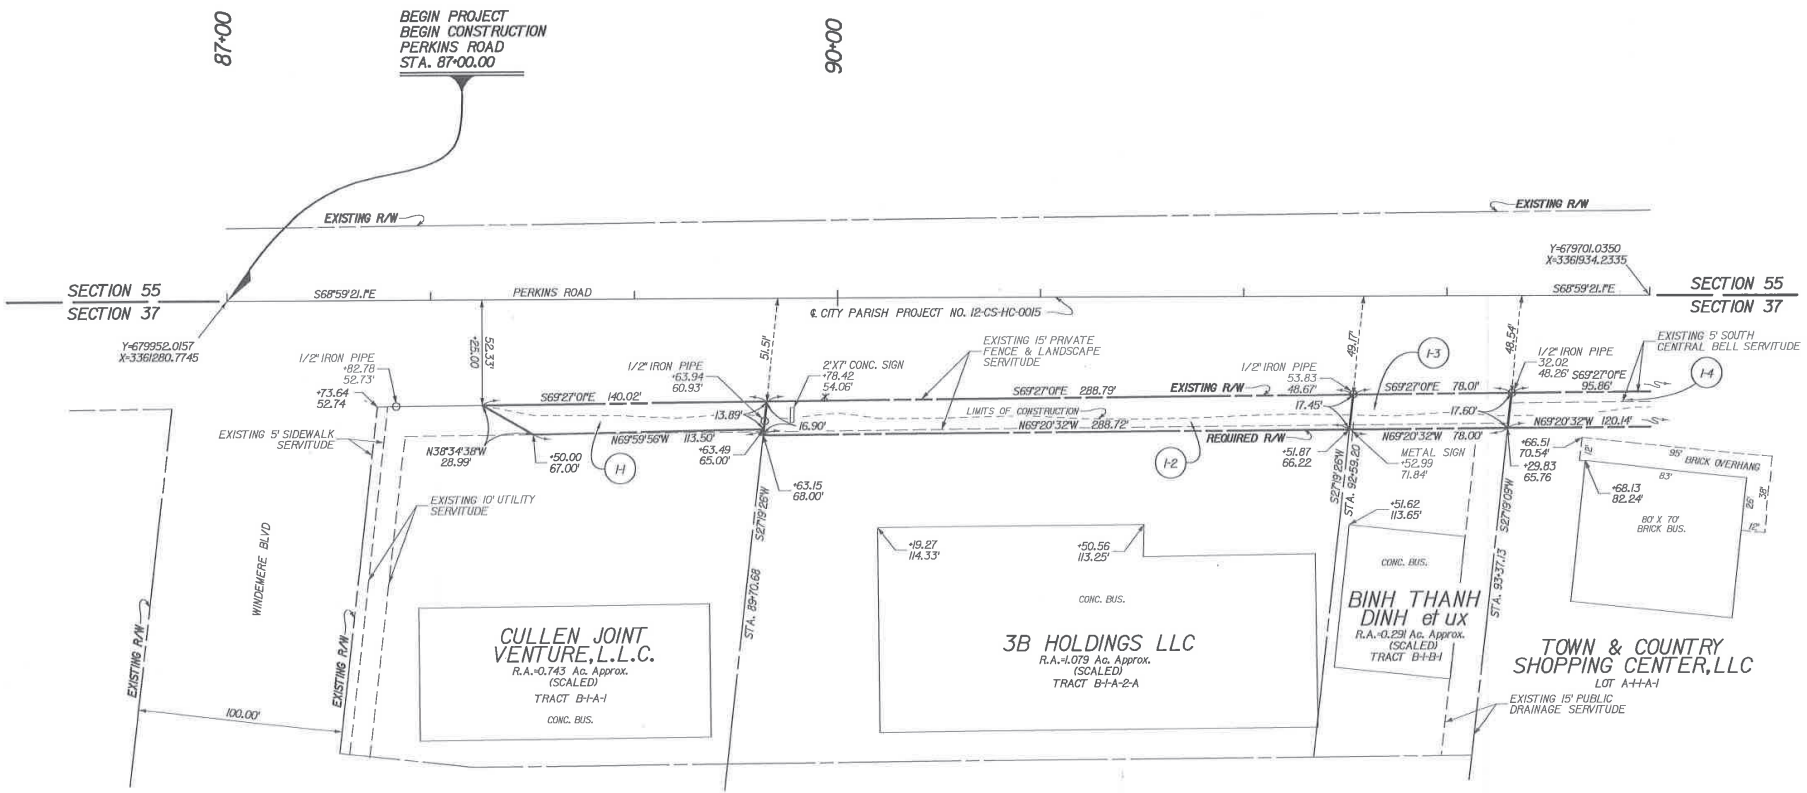 87+00
BEGIN PROJECT
BEGIN CONSTRUCTION
PERKINS ROAD
STA. 87+00.00
90+00
EXISTING R/W
EXISTING R/W
Y=679701.0350
X=3361934.2335
SECTION 55
SECTION 37
S68°59'21.1"E
PERKINS ROAD
℄ CITY PARISH PROJECT NO. 12-CS-HC-0015
S68°59'21.1"E
SECTION 55
SECTION 37
Y=679952.0157
X=3361280.7745
1/2" IRON PIPE
+82.78
52.73'
+73.64
52.74
52.33'
+25.00
1/2" IRON PIPE
+63.94
60.93'
51.51'
2'X7' CONC. SIGN
+78.42
54.06'
EXISTING 15' PRIVATE
FENCE & LANDSCAPE
SERVITUDE
1/2" IRON PIPE
53.83
48.67'
49.17'
1-3
48.54'
1/2" IRON PIPE
32.02
48.26'
EXISTING 5' SOUTH
CENTRAL BELL SERVITUDE
1-4
S69°27'01"E 140.02'
S69°27'01"E 288.79'
EXISTING R/W
S69°27'01"E 78.01'
S69°27'01"E
95.86'
13.89'
16.90'
LIMITS OF CONSTRUCTION
17.45'
17.60'
EXISTING 5' SIDEWALK
SERVITUDE
N38°34'38"W
28.99'
+50.00
67.00'
1-1
N69°59'56"W 113.50'
+63.49
65.00'
N69°20'32"W 288.72'
REQUIRED R/W
1-2
+51.87
66.22
N69°20'32"W 78.00'
N69°20'32"W 120.14'
METAL SIGN
+52.99
71.84'
+66.51
70.54'
+29.83
65.76
12'
95' BRICK OVERHANG
83'
26'
38'
12'
+68.13
82.24'
80' X 70'
BRICK BUS.
+63.15
68.00'
EXISTING 10' UTILITY
SERVITUDE
S27°19'26"W
STA. 89+70.68
S27°19'26"W
STA. 92+59.20
S27°19'09"W
STA. 93+37.13
+19.27
114.33'
+50.56
113.25'
+51.62
113.65'
WINDEMERE BLVD
CONC. BUS.
CONC. BUS.
EXISTING R/W
EXISTING R/W
100.00'
CULLEN JOINT
VENTURE, L.L.C.
R.A.=0.743 Ac. Approx.
(SCALED)
TRACT B-1-A-1
CONC. BUS.
3B HOLDINGS LLC
R.A.=1.079 Ac. Approx.
(SCALED)
TRACT B-1-A-2-A
BINH THANH
DINH et ux
R.A.=0.291 Ac. Approx.
(SCALED)
TRACT B-1-B-1
TOWN & COUNTRY
SHOPPING CENTER, LLC
LOT A-1-1-A-1
EXISTING 15' PUBLIC
DRAINAGE SERVITUDE